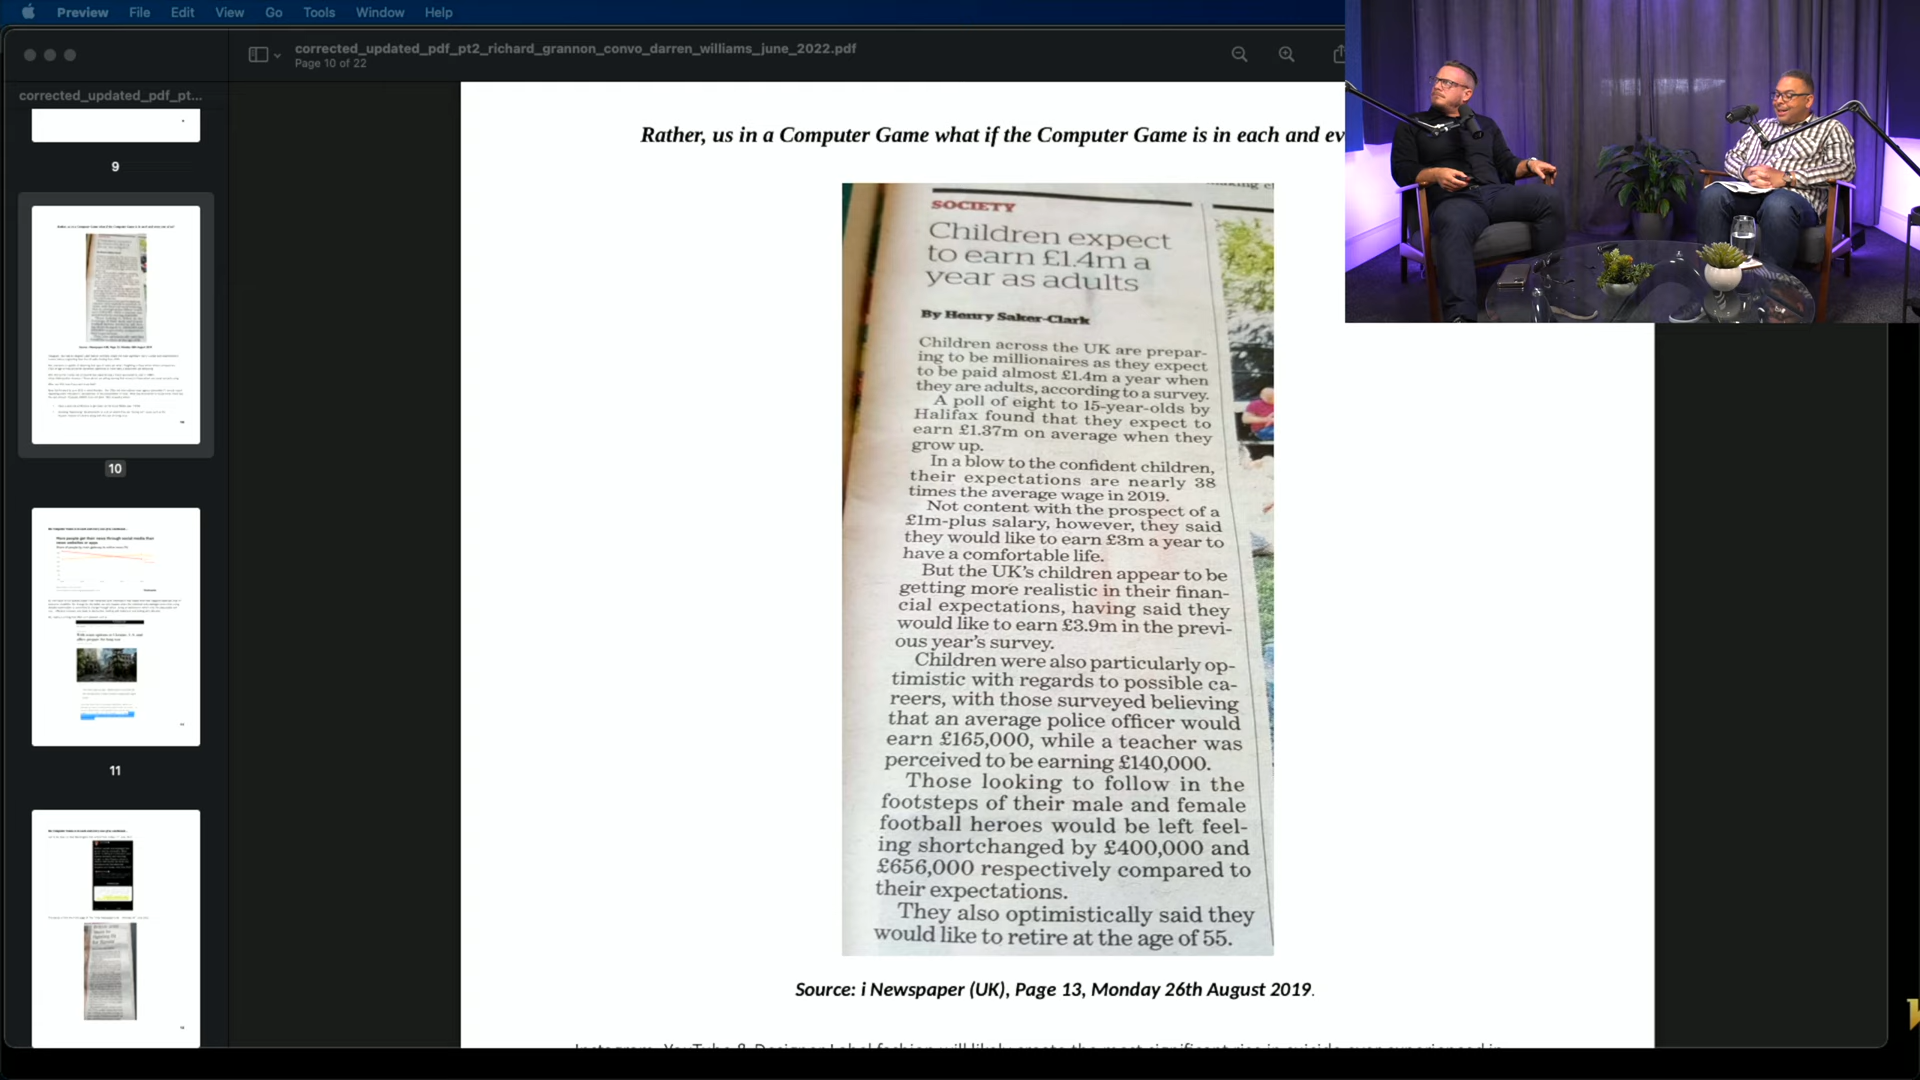 Preview File Edit View Go Tools Window Help
corrected_updated_pdf_pt2_richard_grannon_convo_darren_williams_june_2022.pdf
Page 10 of 22
corrected_updated_pdf_pt...
9
10
11
Rather, us in a Computer Game what if the Computer Game is in each and ev
SOCIETY
Children expect
to earn £1.4m a
year as adults
By Henry Saker-Clark
Children across the UK are prepar-
ing to be millionaires as they expect
to be paid almost £1.4m a year when
they are adults, according to a survey.
A poll of eight to 15-year-olds by
Halifax found that they expect to
earn £1.37m on average when they
grow up.
In a blow to the confident children,
their expectations are nearly 38
times the average wage in 2019.
Not content with the prospect of a
£1m-plus salary, however, they said
they would like to earn £3m a year to
have a comfortable life.
But the UK's children appear to be
getting more realistic in their finan-
cial expectations, having said they
would like to earn £3.9m in the previ-
ous year's survey.
Children were also particularly op-
timistic with regards to possible ca-
reers, with those surveyed believing
that an average police officer would
earn £165,000, while a teacher was
perceived to be earning £140,000.
Those looking to follow in the
footsteps of their male and female
football heroes would be left feel-
ing shortchanged by £400,000 and
£656,000 respectively compared to
their expectations.
They also optimistically said they
would like to retire at the age of 55.
Source: i Newspaper (UK), Page 13, Monday 26th August 2019.